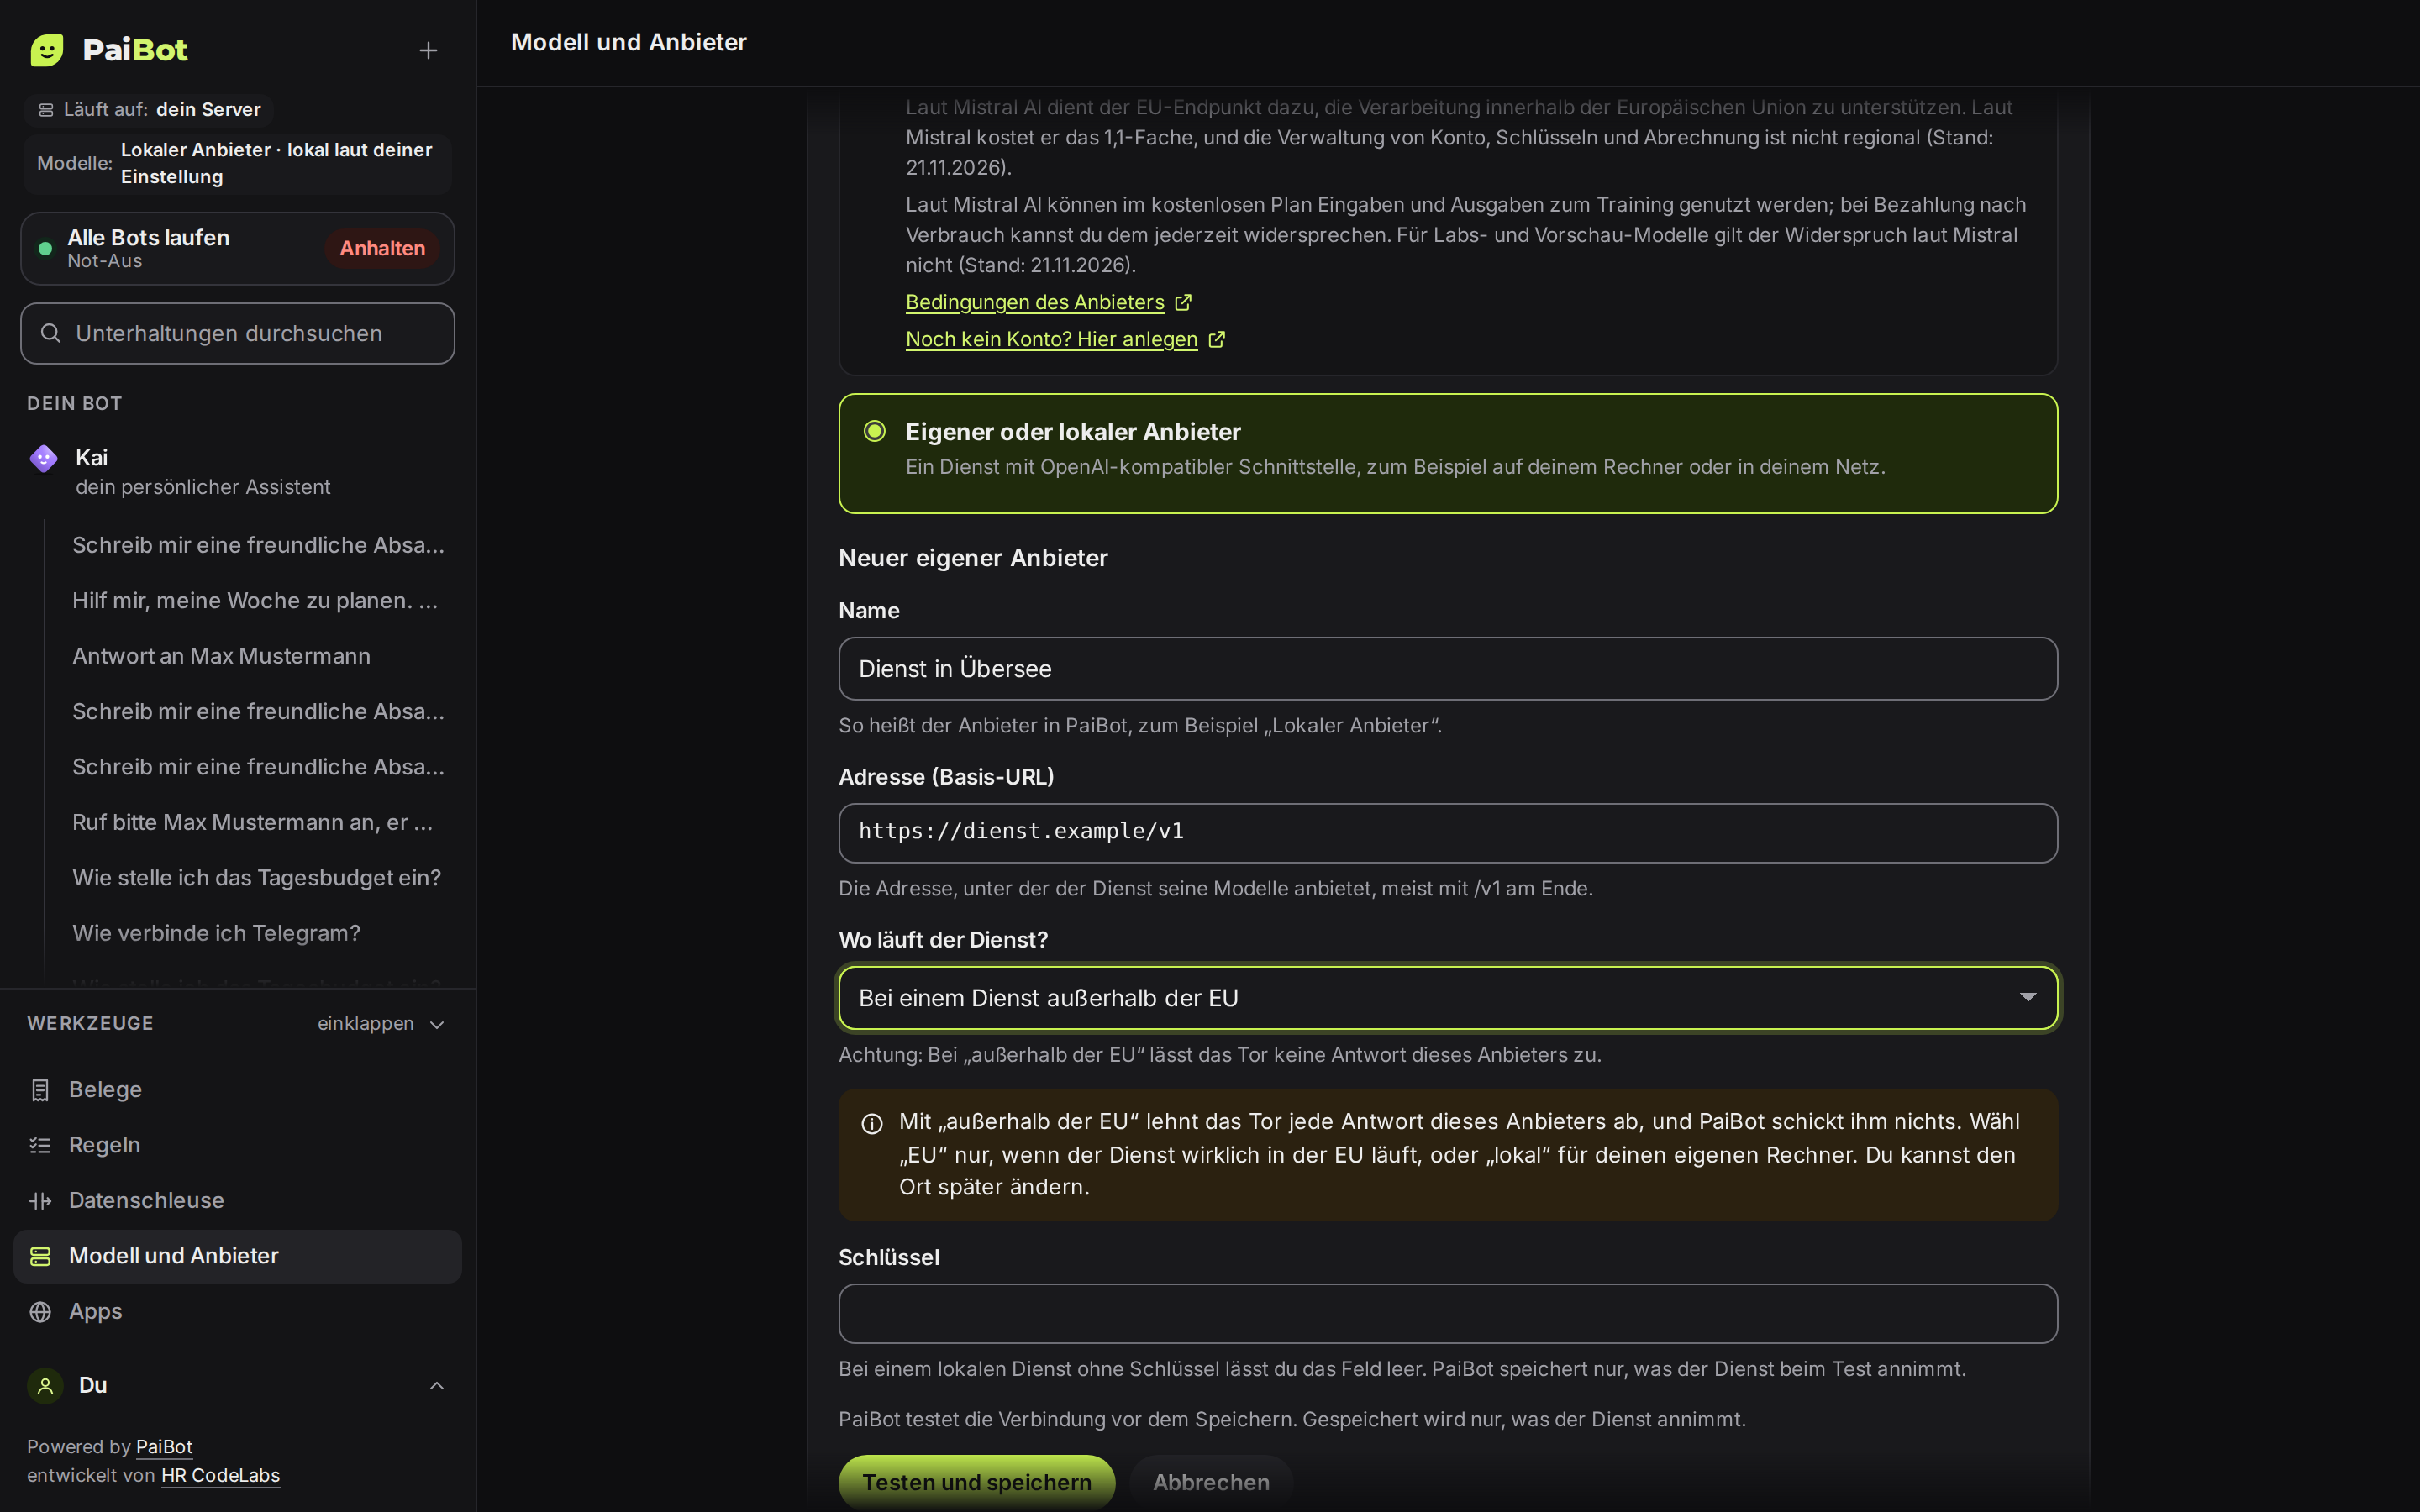 PaiBot
Läuft auf: dein Server
Modelle: Lokaler Anbieter · lokal laut deiner
Einstellung
Alle Bots laufen
Not-Aus
Anhalten
Unterhaltungen durchsuchen
DEIN BOT
Kai
dein persönlicher Assistent
Schreib mir eine freundliche Absa...
Hilf mir, meine Woche zu planen. ...
Antwort an Max Mustermann
Schreib mir eine freundliche Absa...
Schreib mir eine freundliche Absa...
Ruf bitte Max Mustermann an, er ...
Wie stelle ich das Tagesbudget ein?
Wie verbinde ich Telegram?
Wie stelle ich das Tagesbudget ein?
WERKZEUGE
einklappen
Belege
Regeln
Datenschleuse
Modell und Anbieter
Apps
Du
Powered by PaiBot
entwickelt von HR CodeLabs
Modell und Anbieter
Laut Mistral AI dient der EU-Endpunkt dazu, die Verarbeitung innerhalb der Europäischen Union zu unterstützen. Laut
Mistral kostet er das 1,1-Fache, und die Verwaltung von Konto, Schlüsseln und Abrechnung ist nicht regional (Stand:
21.11.2026).
Laut Mistral AI können im kostenlosen Plan Eingaben und Ausgaben zum Training genutzt werden; bei Bezahlung nach
Verbrauch kannst du dem jederzeit widersprechen. Für Labs- und Vorschau-Modelle gilt der Widerspruch laut Mistral
nicht (Stand: 21.11.2026).
Bedingungen des Anbieters
Noch kein Konto? Hier anlegen
Eigener oder lokaler Anbieter
Ein Dienst mit OpenAI-kompatibler Schnittstelle, zum Beispiel auf deinem Rechner oder in deinem Netz.
Neuer eigener Anbieter
Name
Dienst in Übersee
So heißt der Anbieter in PaiBot, zum Beispiel „Lokaler Anbieter“.
Adresse (Basis-URL)
https://dienst.example/v1
Die Adresse, unter der der Dienst seine Modelle anbietet, meist mit /v1 am Ende.
Wo läuft der Dienst?
Bei einem Dienst außerhalb der EU
Achtung: Bei „außerhalb der EU“ lässt das Tor keine Antwort dieses Anbieters zu.
Mit „außerhalb der EU“ lehnt das Tor jede Antwort dieses Anbieters ab, und PaiBot schickt ihm nichts. Wähl
„EU“ nur, wenn der Dienst wirklich in der EU läuft, oder „lokal“ für deinen eigenen Rechner. Du kannst den
Ort später ändern.
Schlüssel
Bei einem lokalen Dienst ohne Schlüssel lässt du das Feld leer. PaiBot speichert nur, was der Dienst beim Test annimmt.
PaiBot testet die Verbindung vor dem Speichern. Gespeichert wird nur, was der Dienst annimmt.
Testen und speichern
Abbrechen